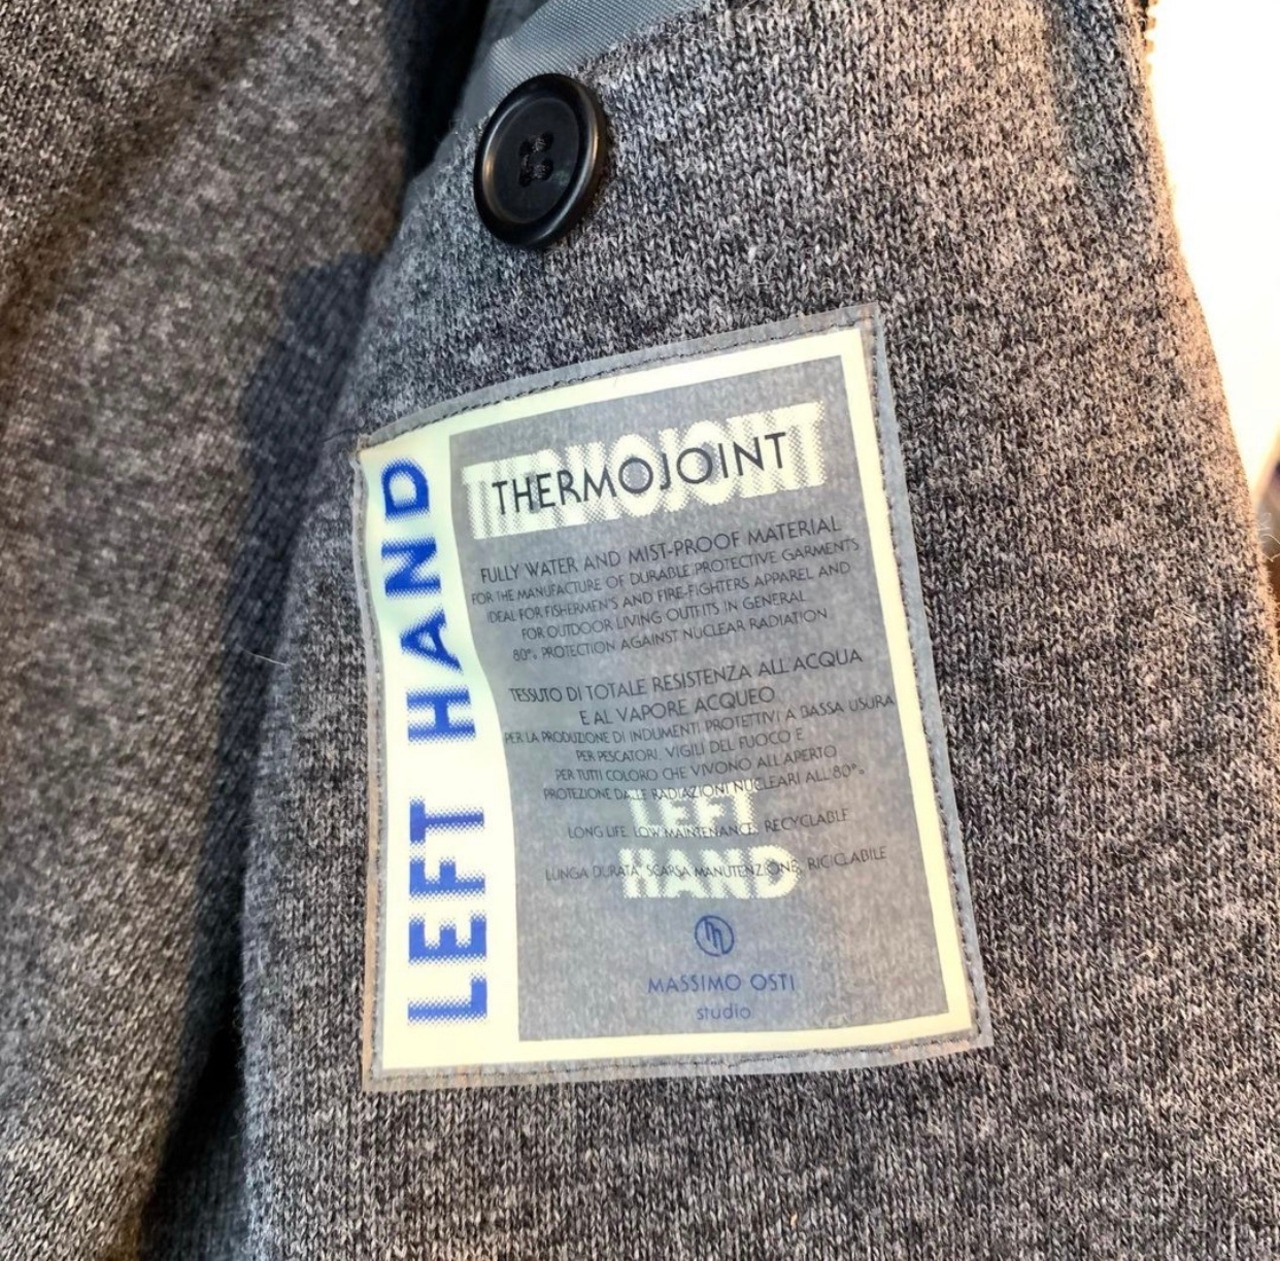 LEFT HAND
THERMOJOINT
FULLY WATER AND MIST-PROOF MATERIAL
FOR THE MANUFACTURE OF DURABLE PROTECTIVE GARMENTS
IDEAL FOR FISHERMEN'S AND FIRE-FIGHTERS APPAREL AND
FOR OUTDOOR LIVING OUTFITS IN GENERAL
80% PROTECTION AGAINST NUCLEAR RADIATION
TESSUTO DI TOTALE RESISTENZA ALL'ACQUA
E AL VAPORE ACQUEO
PER LA PRODUZIONE DI INDUMENTI PROTETTIVI A BASSA USURA
PER PESCATORI, VIGILI DEL FUOCO E
PER TUTTI COLORO CHE VIVONO ALL'APERTO
PROTEZIONE DALLE RADIAZIONI NUCLEARI ALL'80%
LEFT
LONG LIFE, LOW MAINTENANCE, RECYCLABLE
HAND
LUNGA DURATA, SCARSA MANUTENZIONE, RICICLABILE
MASSIMO OSTI
studio